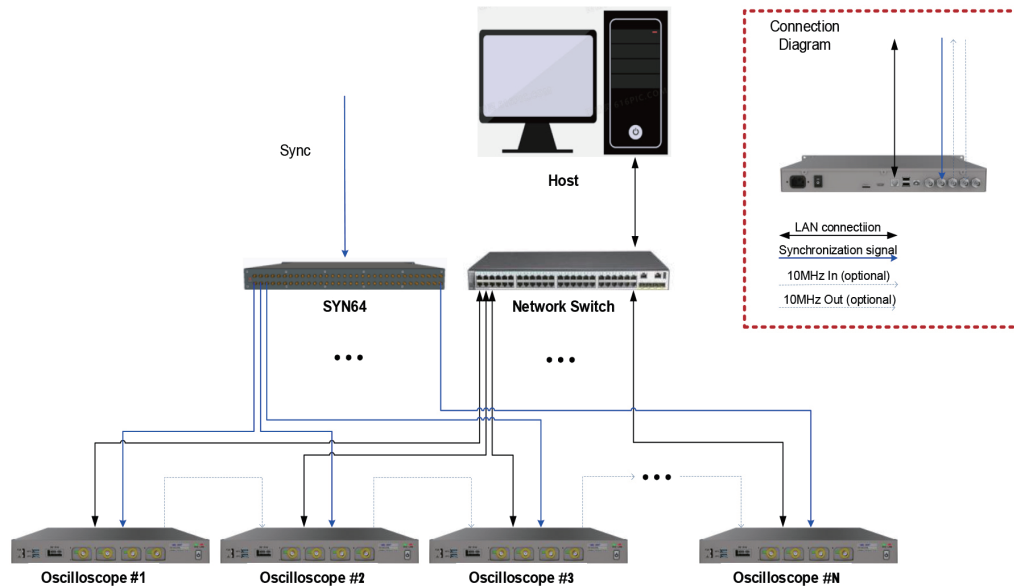 Connection
Diagram
Sync
Host
LAN connectiion
Synchronization signal
10MHz In (optional)
10MHz Out (optional)
SYN64
Network Switch
Oscilloscope #1
Oscilloscope #2
Oscilloscope #3
Oscilloscope #N